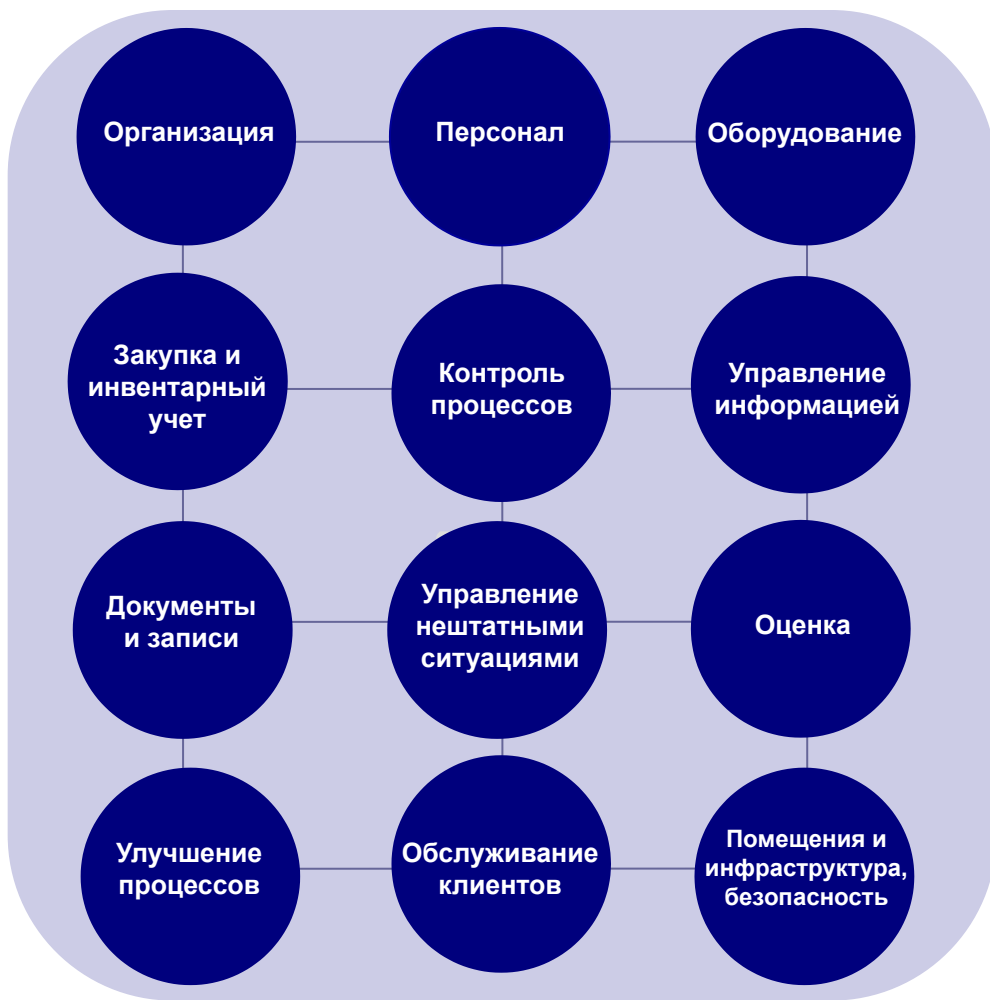 Организация
Персонал
Оборудование
Закупка и
инвентарный
учет
Контроль
процессов
Управление
информацией
Документы
и записи
Управление
нештатными
ситуациями
Оценка
Улучшение
процессов
Обслуживание
клиентов
Помещения и
инфраструктура,
безопасность